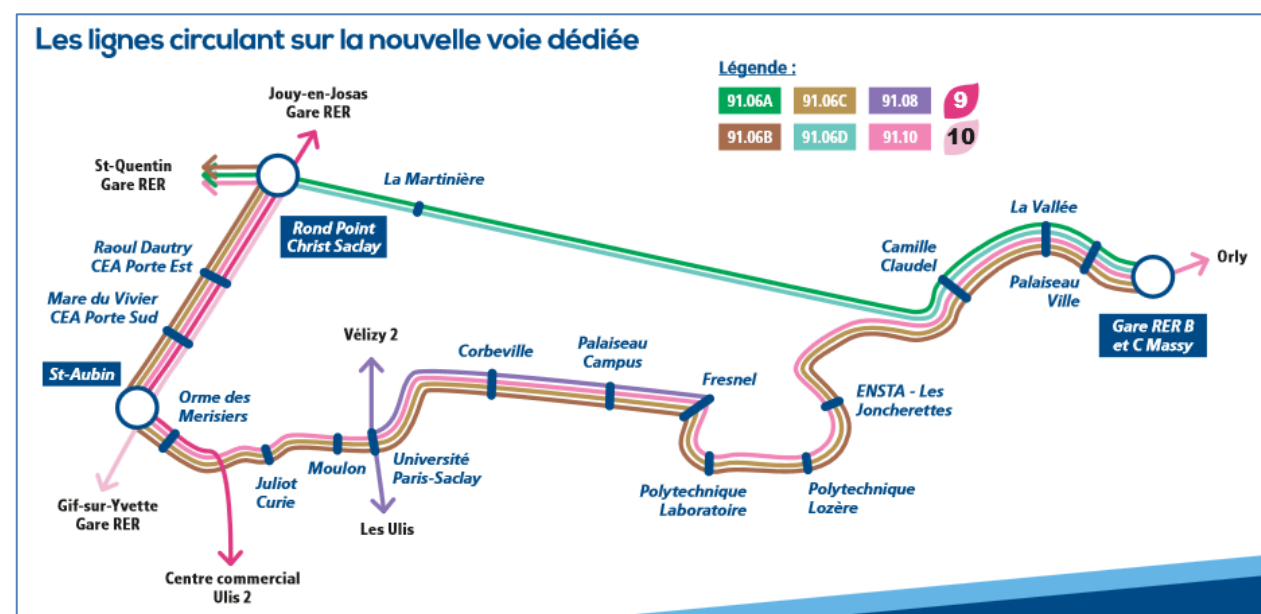 Les lignes circulant sur la nouvelle voie dédiée
Légende :
91.06A
91.06C
91.08
9
91.06B
91.06D
91.10
10
Jouy-en-Josas
Gare RER
St-Quentin
Gare RER
La Martinière
Rond Point
Christ Saclay
Raoul Dautry
CEA Porte Est
Mare du Vivier
CEA Porte Sud
St-Aubin
Orme des
Merisiers
Gif-sur-Yvette
Gare RER
Centre commercial
Ulis 2
Juliot
Curie
Moulon
Vélizy 2
Université
Paris-Saclay
Les Ulis
Corbeville
Palaiseau
Campus
Fresnel
Polytechnique
Laboratoire
Polytechnique
Lozère
ENSTA - Les
Joncherettes
Camille
Claudel
La Vallée
Palaiseau
Ville
Orly
Gare RER B
et C Massy